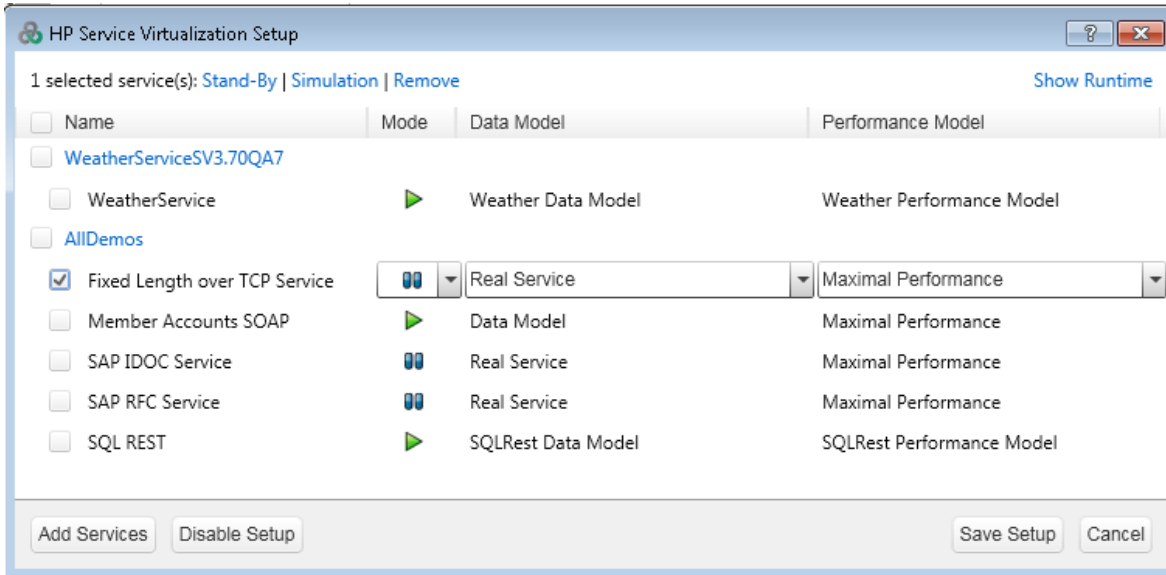 HP Service Virtualization Setup
1 selected service(s): Stand-By | Simulation | Remove Show Runtime
Name Mode Data Model Performance Model
WeatherServiceSV3.70QA7
WeatherService Weather Data Model Weather Performance Model
AllDemos
Fixed Length over TCP Service Real Service Maximal Performance
Member Accounts SOAP Data Model Maximal Performance
SAP IDOC Service Real Service Maximal Performance
SAP RFC Service Real Service Maximal Performance
SQL REST SQLRest Data Model SQLRest Performance Model
Add Services Disable Setup Save Setup Cancel